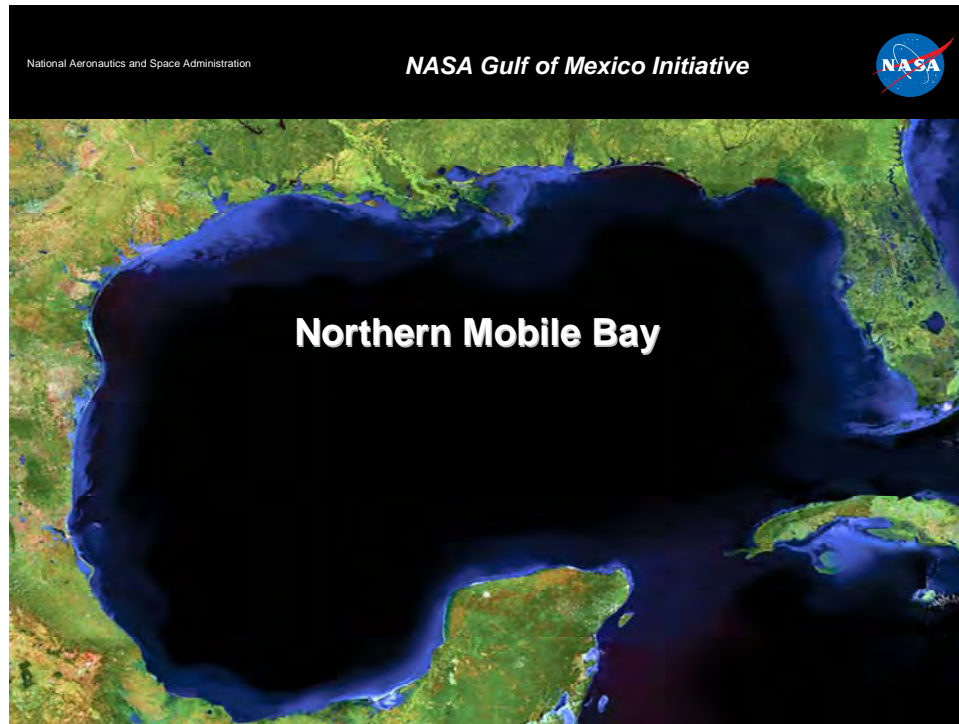 National Aeronautics and Space Administration
NASA Gulf of Mexico Initiative
NASA
Northern Mobile Bay